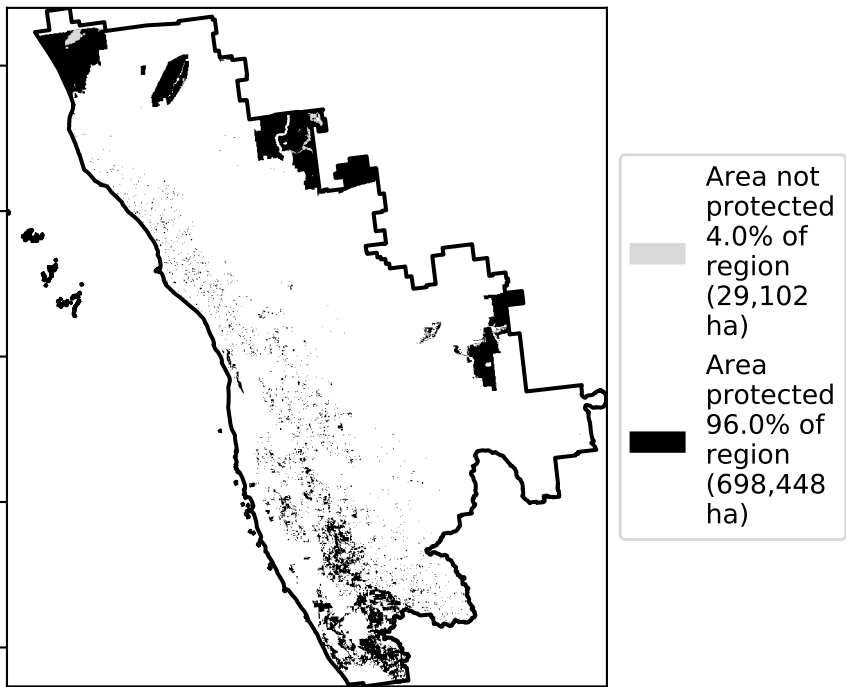 Area not
protected
4.0% of
region
(29,102
ha)
Area
protected
96.0% of
region
(698,448
ha)